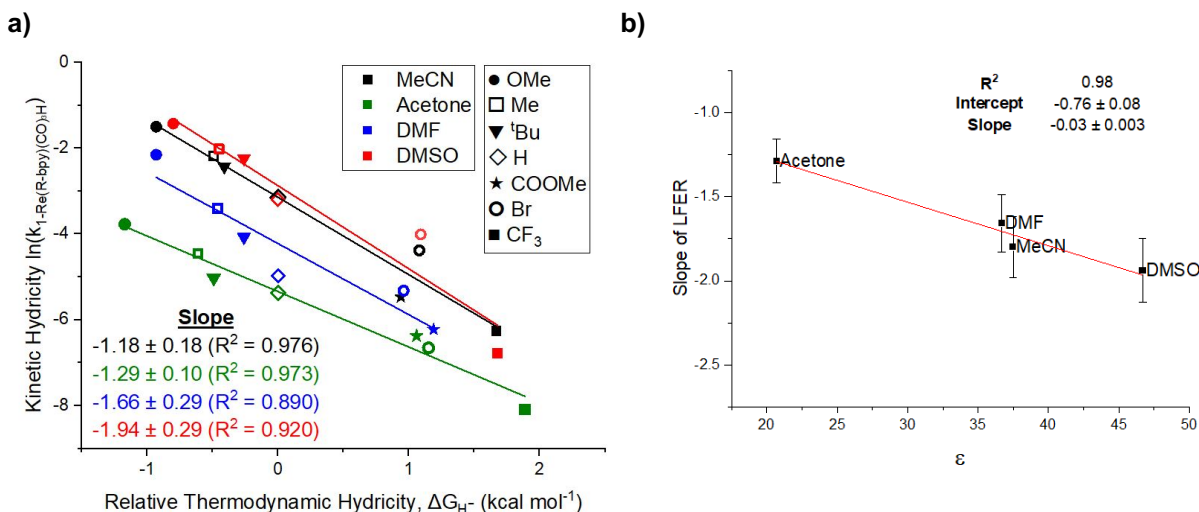 a)
Kinetic Hydricity ln(k1-Re(R-bpy)(CO)3H)
0
-2
-4
-6
-8
MeCN
Acetone
DMF
DMSO
OMe
Me
tBu
H
COOMe
Br
CF3
Slope
-1.18 ± 0.18 (R2 = 0.976)
-1.29 ± 0.10 (R2 = 0.973)
-1.66 ± 0.29 (R2 = 0.890)
-1.94 ± 0.29 (R2 = 0.920)
-1 0 1 2
Relative Thermodynamic Hydricity, ΔGH- (kcal mol-1)
b)
Slope of LFER
-1.0
-1.5
-2.0
-2.5
R2 0.98
Intercept -0.76 ± 0.08
Slope -0.03 ± 0.003
Acetone
DMF
MeCN
DMSO
20 25 30 35 40 45 50
ε